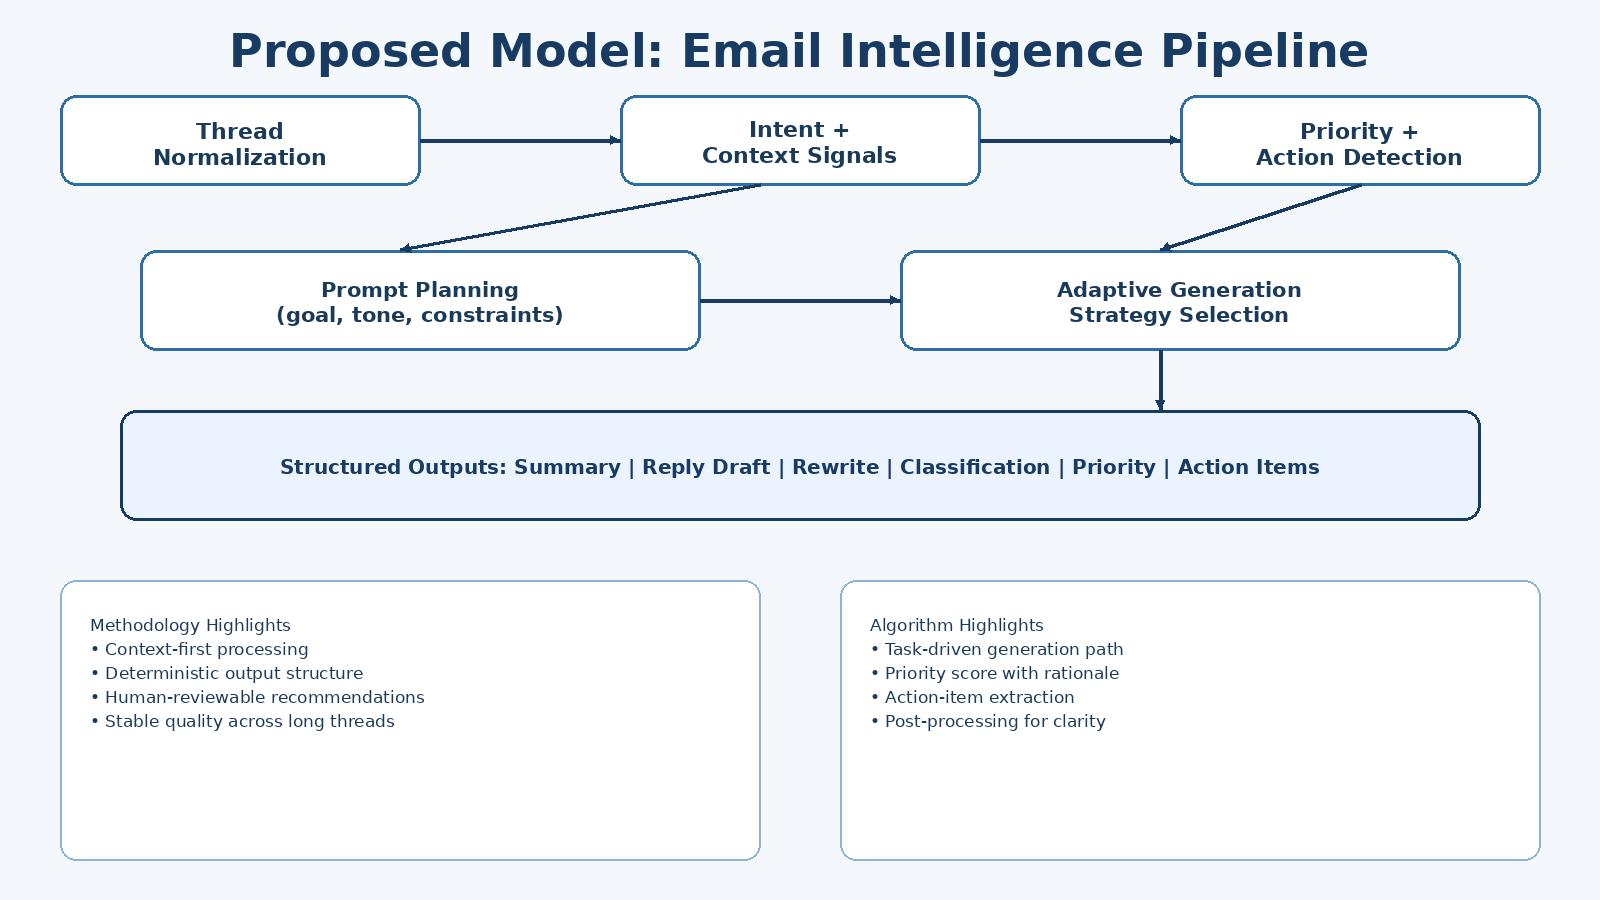 Proposed Model: Email Intelligence Pipeline
Thread
Normalization
Intent +
Context Signals
Priority +
Action Detection
Prompt Planning
(goal, tone, constraints)
Adaptive Generation
Strategy Selection
Structured Outputs: Summary | Reply Draft | Rewrite | Classification | Priority | Action Items
Methodology Highlights
• Context-first processing
• Deterministic output structure
• Human-reviewable recommendations
• Stable quality across long threads
Algorithm Highlights
• Task-driven generation path
• Priority score with rationale
• Action-item extraction
• Post-processing for clarity